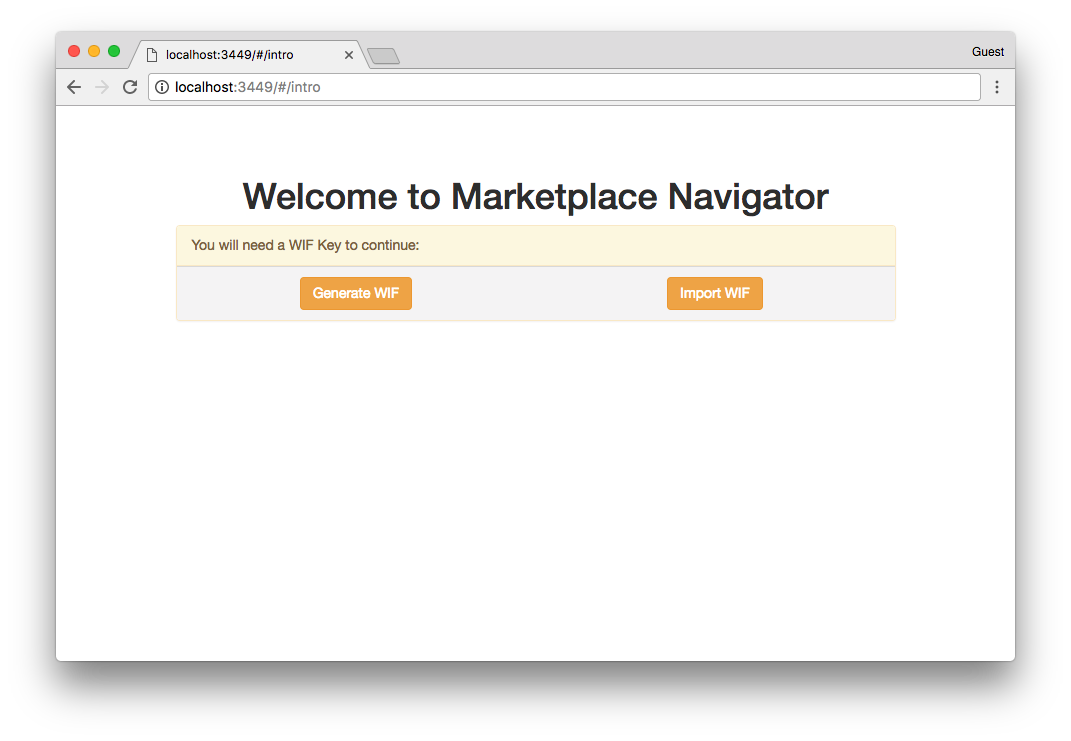 localhost:3449/#/intro
Guest
localhost:3449/#/intro
Welcome to Marketplace Navigator
You will need a WIF Key to continue:
Generate WIF
Import WIF